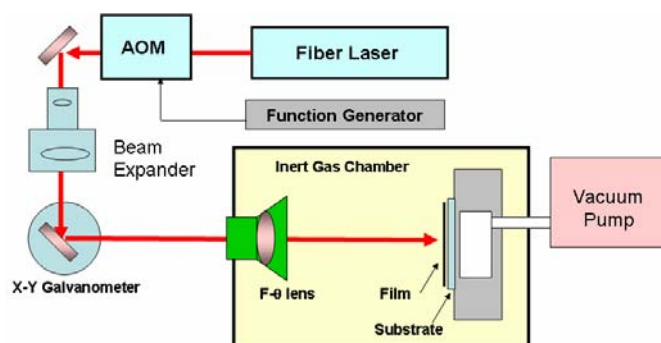 AOM
Fiber Laser
Function Generator
Beam
Expander
Inert Gas Chamber
Vacuum
Pump
X-Y Galvanometer
F-θ lens
Film
Substrate